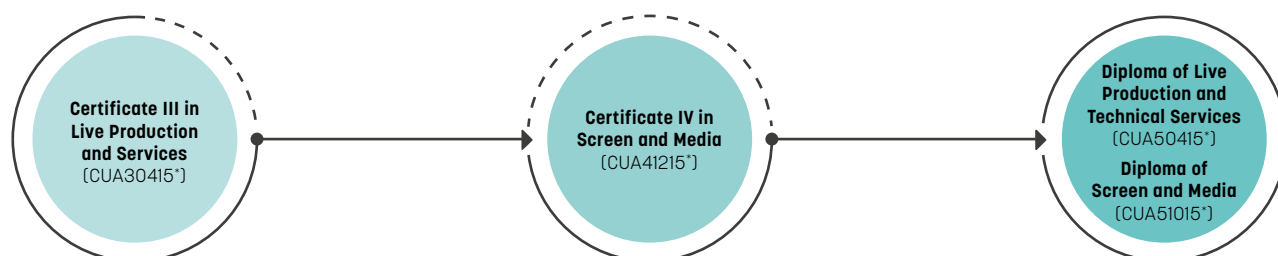 Certificate III in
Live Production
and Services
(CUA30415*)
Certificate IV in
Screen and Media
(CUA41215*)
Diploma of Live
Production and
Technical Services
(CUA50415*)
Diploma of
Screen and Media
(CUA51015*)